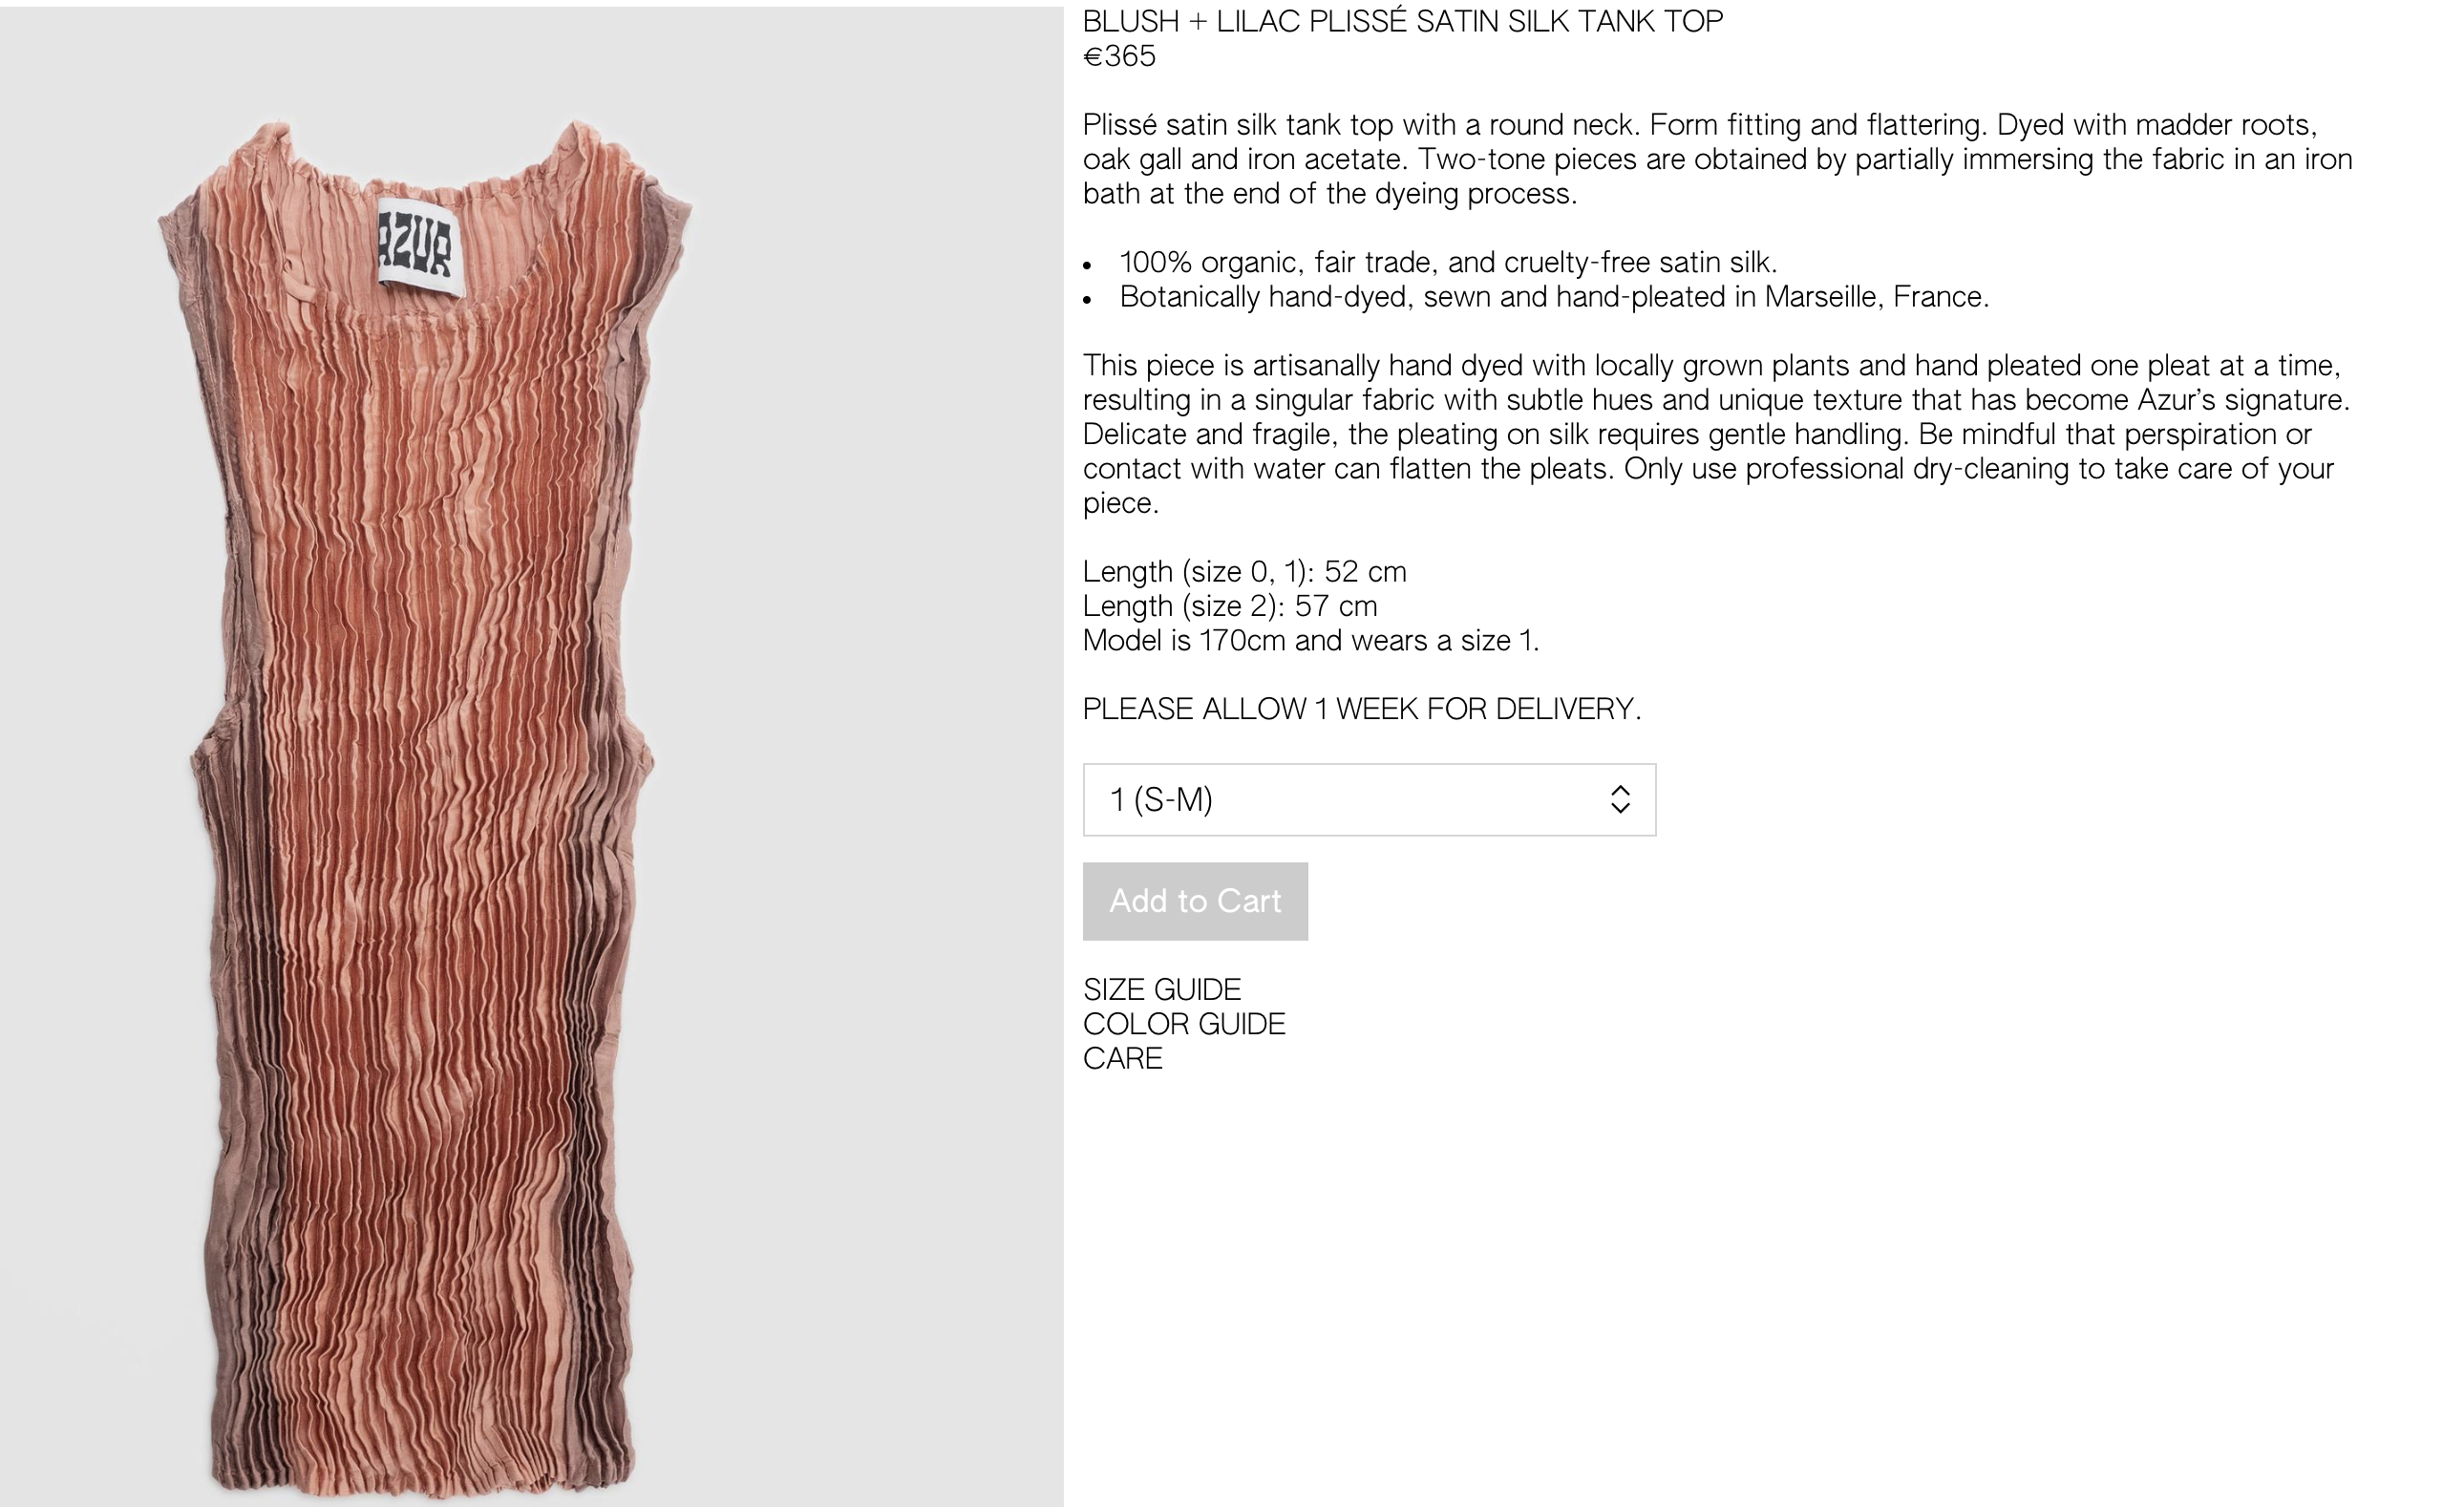 AZUR
BLUSH + LILAC PLISSÉ SATIN SILK TANK TOP
€365
Plissé satin silk tank top with a round neck. Form fitting and flattering. Dyed with madder roots,
oak gall and iron acetate. Two-tone pieces are obtained by partially immersing the fabric in an iron
bath at the end of the dyeing process.
• 100% organic, fair trade, and cruelty-free satin silk.
• Botanically hand-dyed, sewn and hand-pleated in Marseille, France.
This piece is artisanally hand dyed with locally grown plants and hand pleated one pleat at a time,
resulting in a singular fabric with subtle hues and unique texture that has become Azur’s signature.
Delicate and fragile, the pleating on silk requires gentle handling. Be mindful that perspiration or
contact with water can flatten the pleats. Only use professional dry-cleaning to take care of your
piece.
Length (size 0, 1): 52 cm
Length (size 2): 57 cm
Model is 170cm and wears a size 1.
PLEASE ALLOW 1 WEEK FOR DELIVERY.
1 (S-M)
Add to Cart
SIZE GUIDE
COLOR GUIDE
CARE